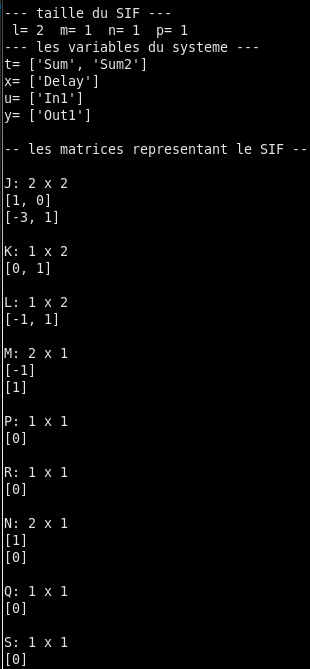 --- taille du SIF ---
l= 2 m= 1 n= 1 p= 1
--- les variables du systeme ---
t= ['Sum', 'Sum2']
x= ['Delay']
u= ['In1']
y= ['Out1']
-- les matrices representant le SIF --
J: 2 x 2
[1, 0]
[-3, 1]
K: 1 x 2
[0, 1]
L: 1 x 2
[-1, 1]
M: 2 x 1
[-1]
[1]
P: 1 x 1
[0]
R: 1 x 1
[0]
N: 2 x 1
[1]
[0]
Q: 1 x 1
[0]
S: 1 x 1
[0]